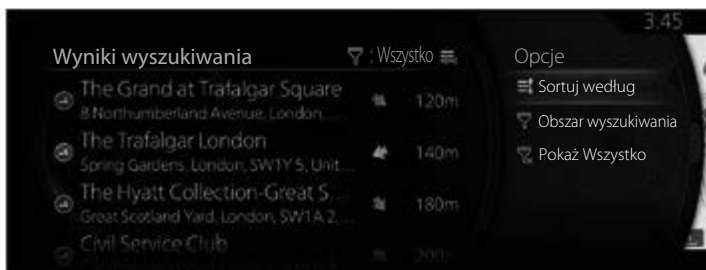 3:45
Wyniki wyszukiwania
: Wszystko
The Grand at Trafalgar Square
8 Northumberland Avenue, London
120m
The Trafalgar London
Spring Gardens, London, SW1Y 5, Unit...
140m
The Hyatt Collection-Great S...
Great Scotland Yard, London, SW1A 2,...
180m
Civil Service Club
200m
Opcje
Sortuj według
Obszar wyszukiwania
Pokaż Wszystko